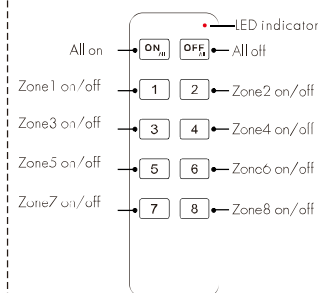 LED indicator
All on ON All OFF All All off
Zone1 on/off 1 2 Zone2 on/off
Zone3 on/off 3 4 Zone4 on/off
Zone5 on/off 5 6 Zone6 on/off
Zone7 on/off 7 8 Zone8 on/off